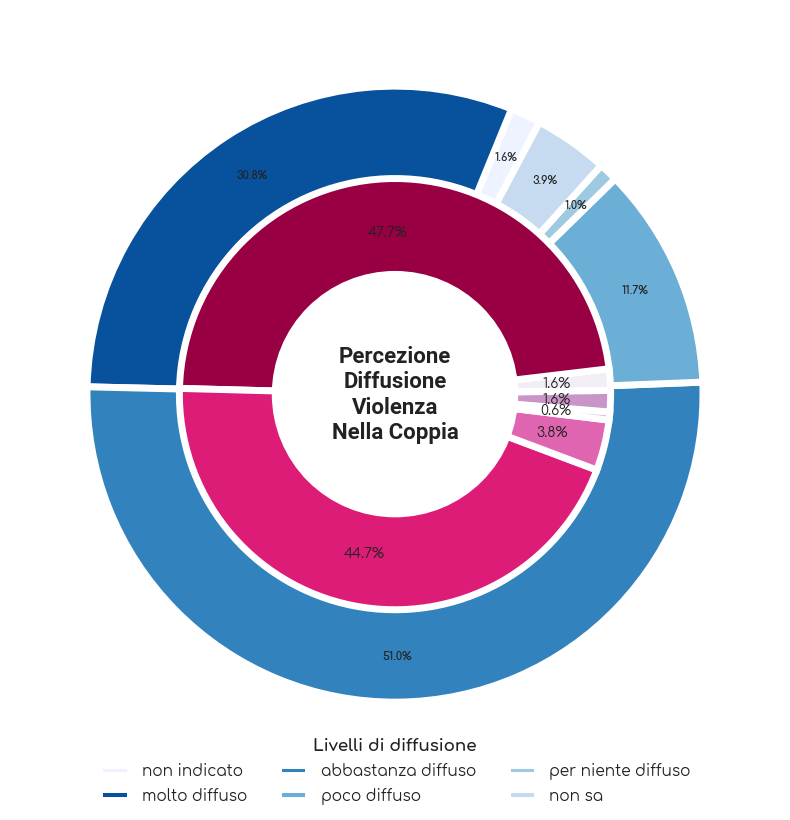 1.6%
30.8%
3.9%
1.0%
47.7%
11.7%
Percezione
Diffusione
Violenza
Nella Coppia
1.6%
1.6%
0.6%
3.8%
44.7%
51.0%
Livelli di diffusione
non indicato
abbastanza diffuso
per niente diffuso
molto diffuso
poco diffuso
non sa